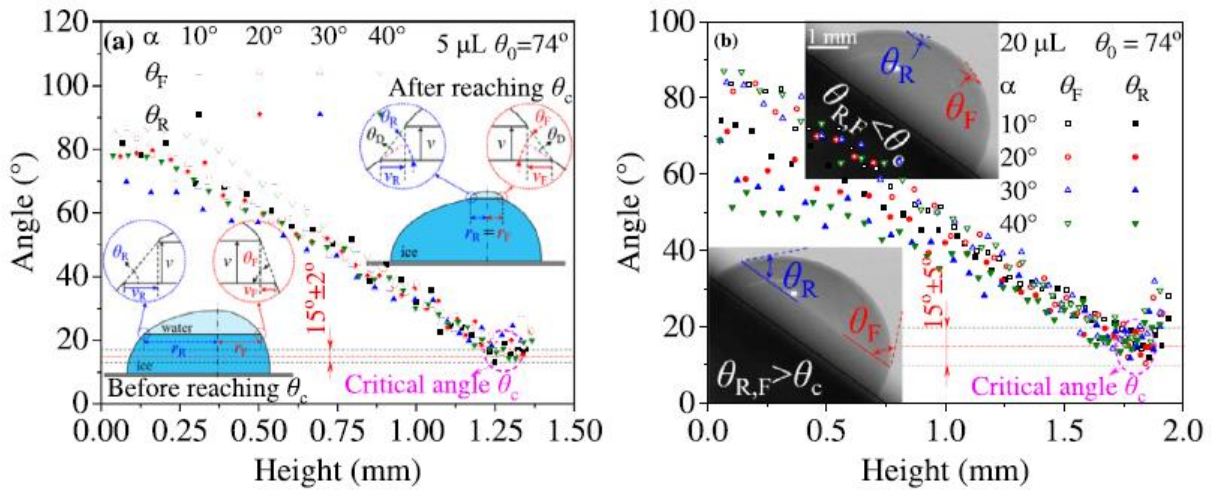 120
100
80
60
40
20
0
Angle (°)
(a) α 10° 20° 30° 40° 5 μL θ0=74°
θF
θR
After reaching θc
θR
θD
v
vR
θF
θD
v
vF
rR = rF
ice
θR
v
vR
v
θF
vF
water
rR
rF
ice
Before reaching θc
15°±2°
Critical angle θc
0.00 0.25 0.50 0.75 1.00 1.25 1.50
Height (mm)
100
80
60
40
20
0
Angle (°)
(b)
1 mm
θR
θF
θR,F<θ
20 μL θ0 = 74°
α θF θR
10°
20°
30°
40°
θR
θF
θR,F>θc
15°±5°
Critical angle θc
0.0 0.5 1.0 1.5 2.0
Height (mm)